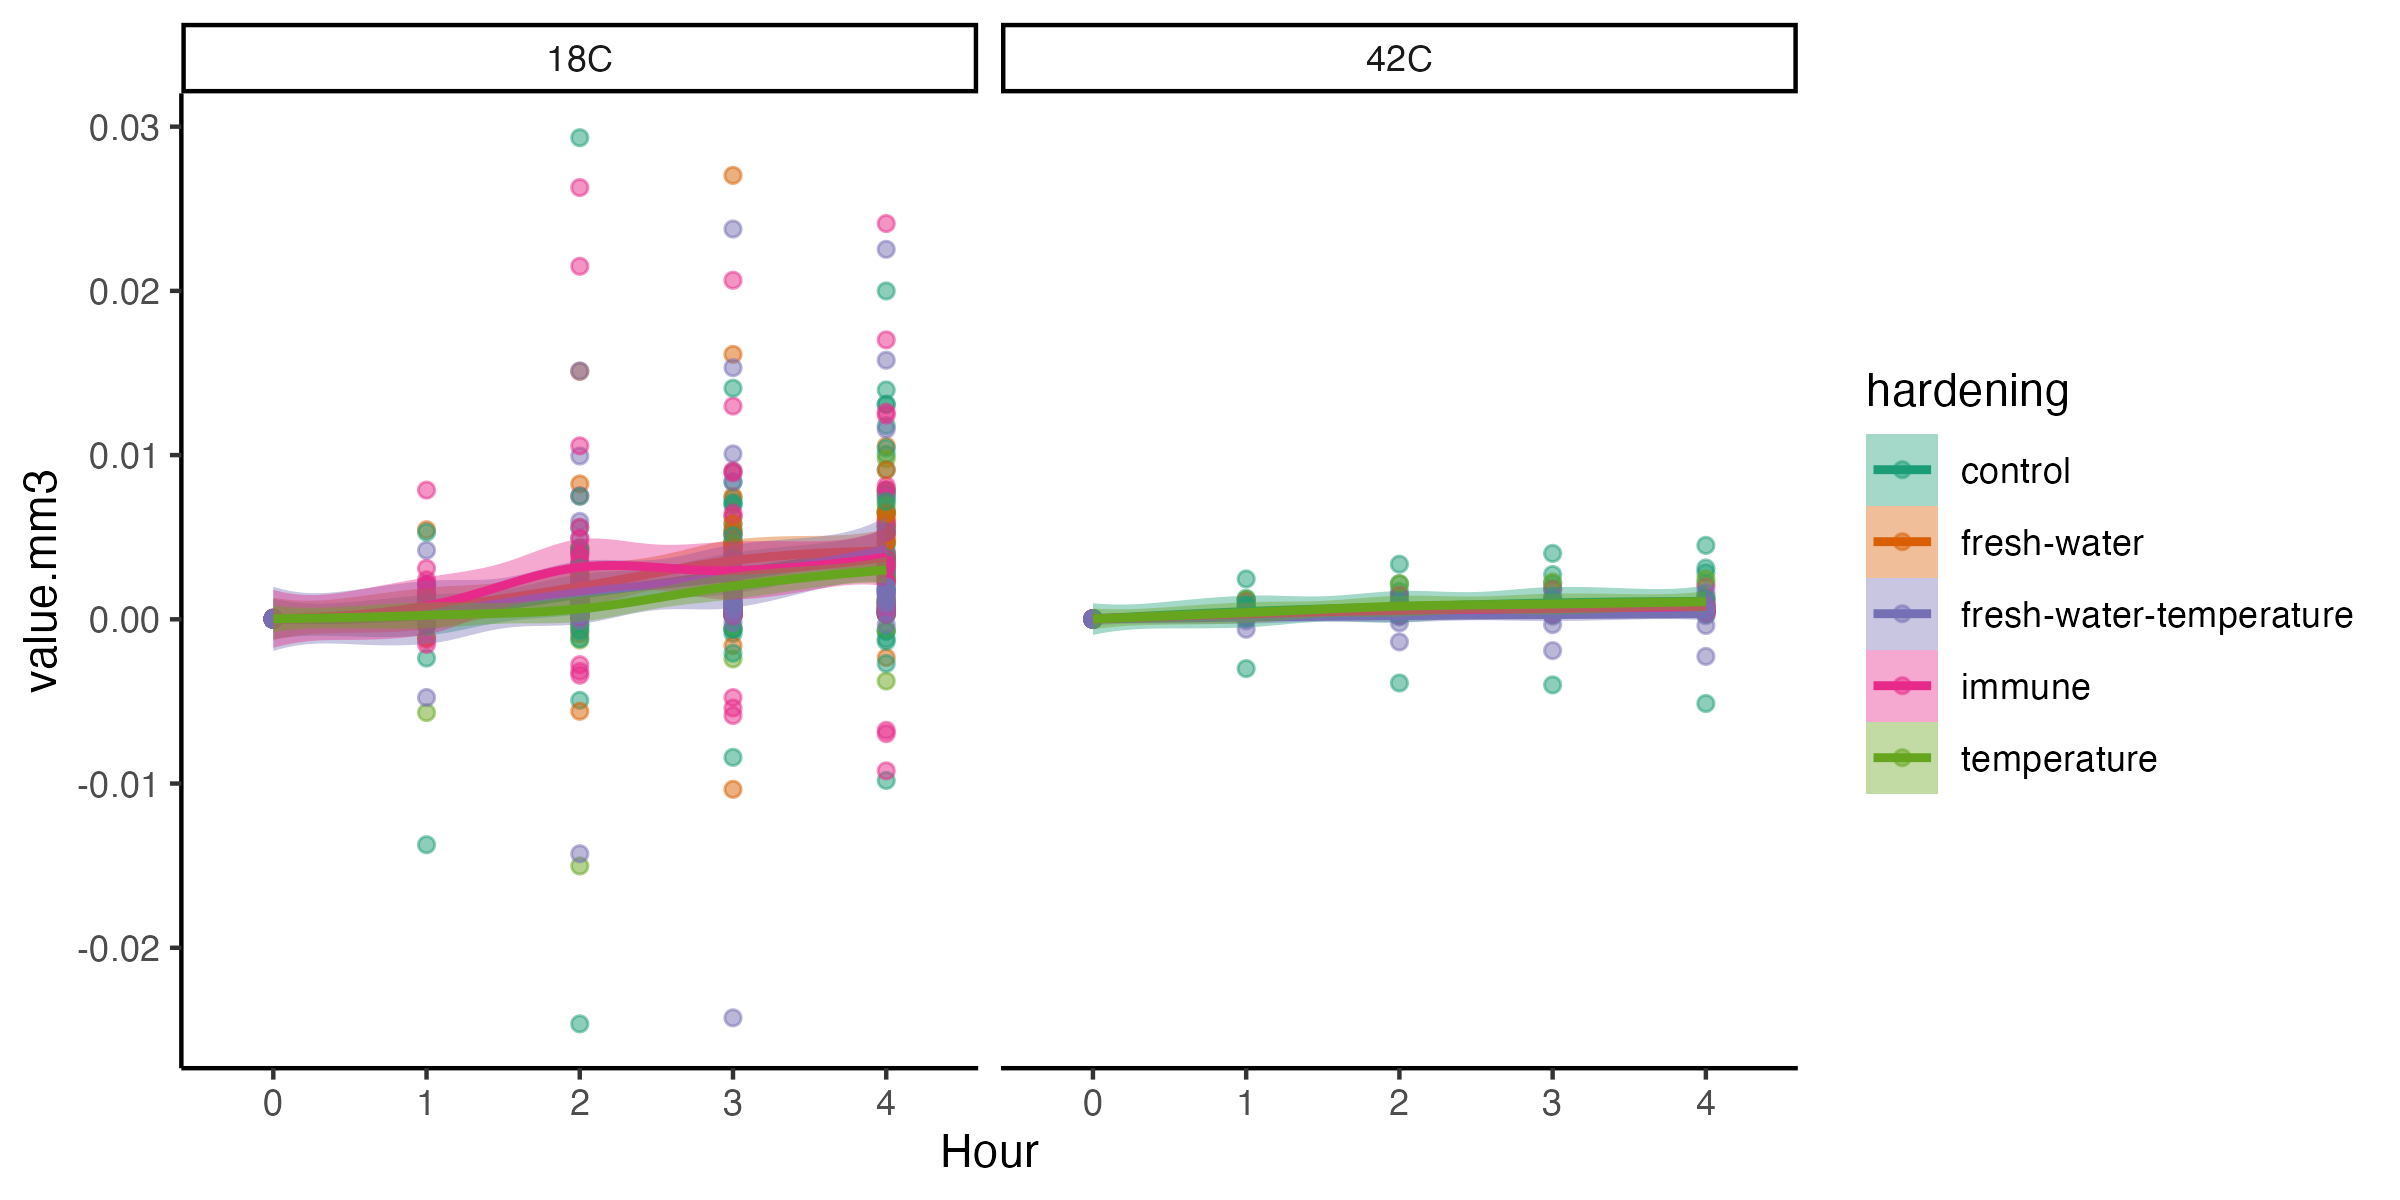 18C
42C
0.03
0.02
0.01
0.00
-0.01
-0.02
value.mm3
0 1 2 3 4
0 1 2 3 4
Hour
hardening
control
fresh-water
fresh-water-temperature
immune
temperature